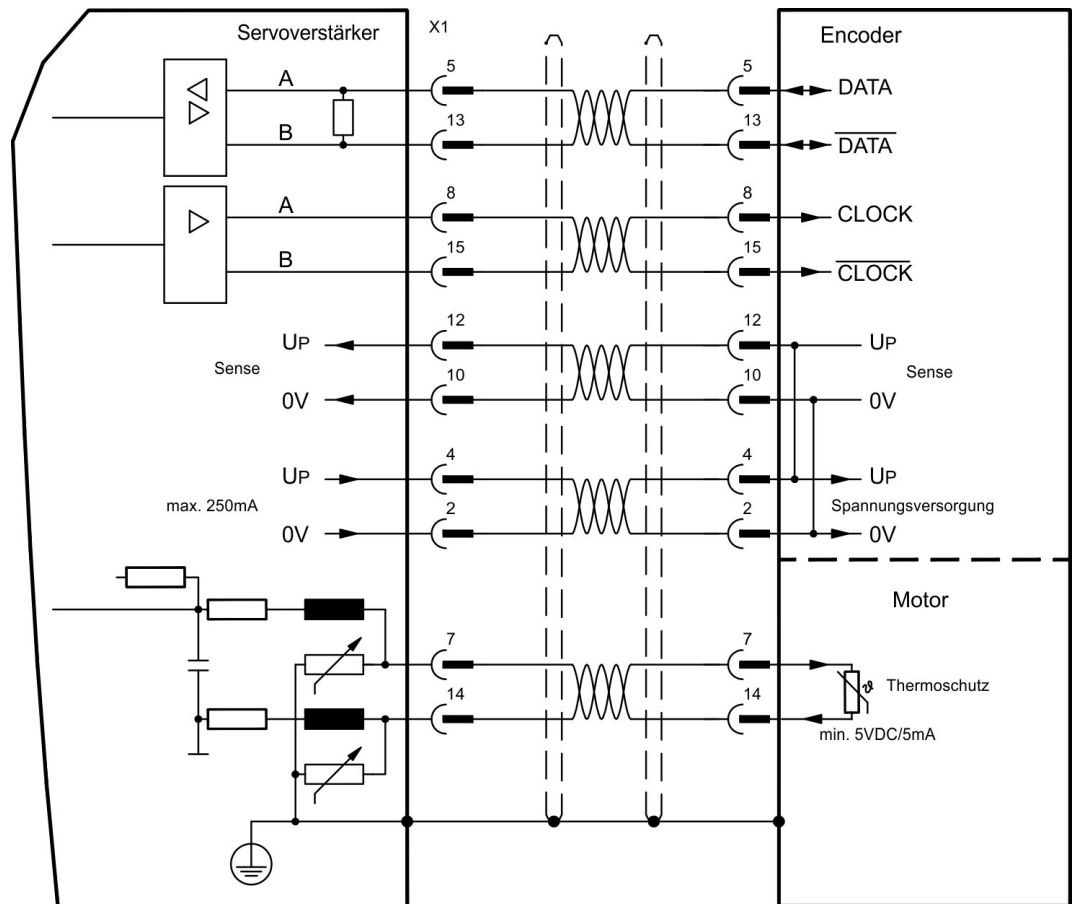 Servoverstärker X1 Encoder
A 5 5 DATA
B 13 13 DATA
A 8 8 CLOCK
B 15 15 CLOCK
UP 12 12 UP
Sense Sense
0V 10 10 0V
UP 4 4 UP
max. 250mA Spannungsversorgung
0V 2 2 0V
Motor
7 7
ϑ Thermoschutz
14 14
min. 5VDC/5mA